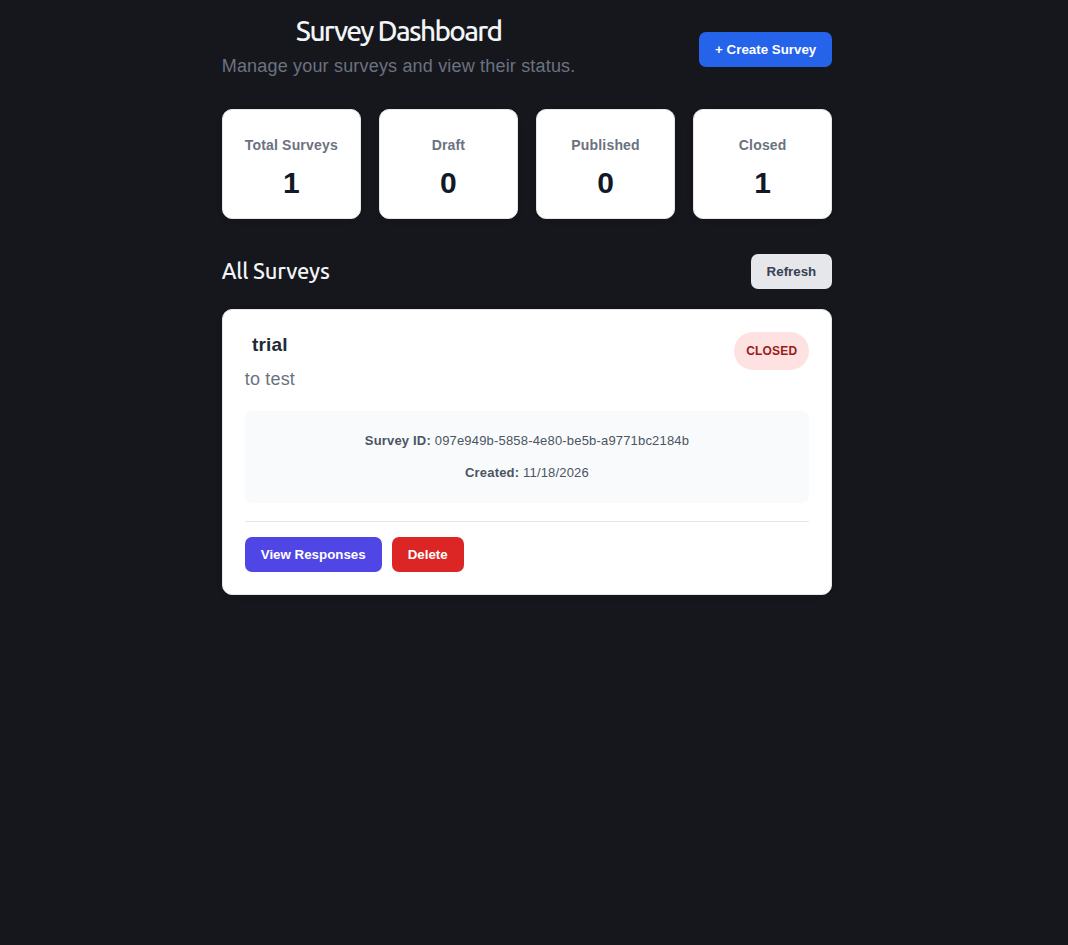 Survey Dashboard
Manage your surveys and view their status.
+ Create Survey
Total Surveys
1
Draft
0
Published
0
Closed
1
All Surveys
Refresh
trial
CLOSED
to test
Survey ID: 097e949b-5858-4e80-be5b-a9771bc2184b
Created: 11/18/2026
View Responses
Delete